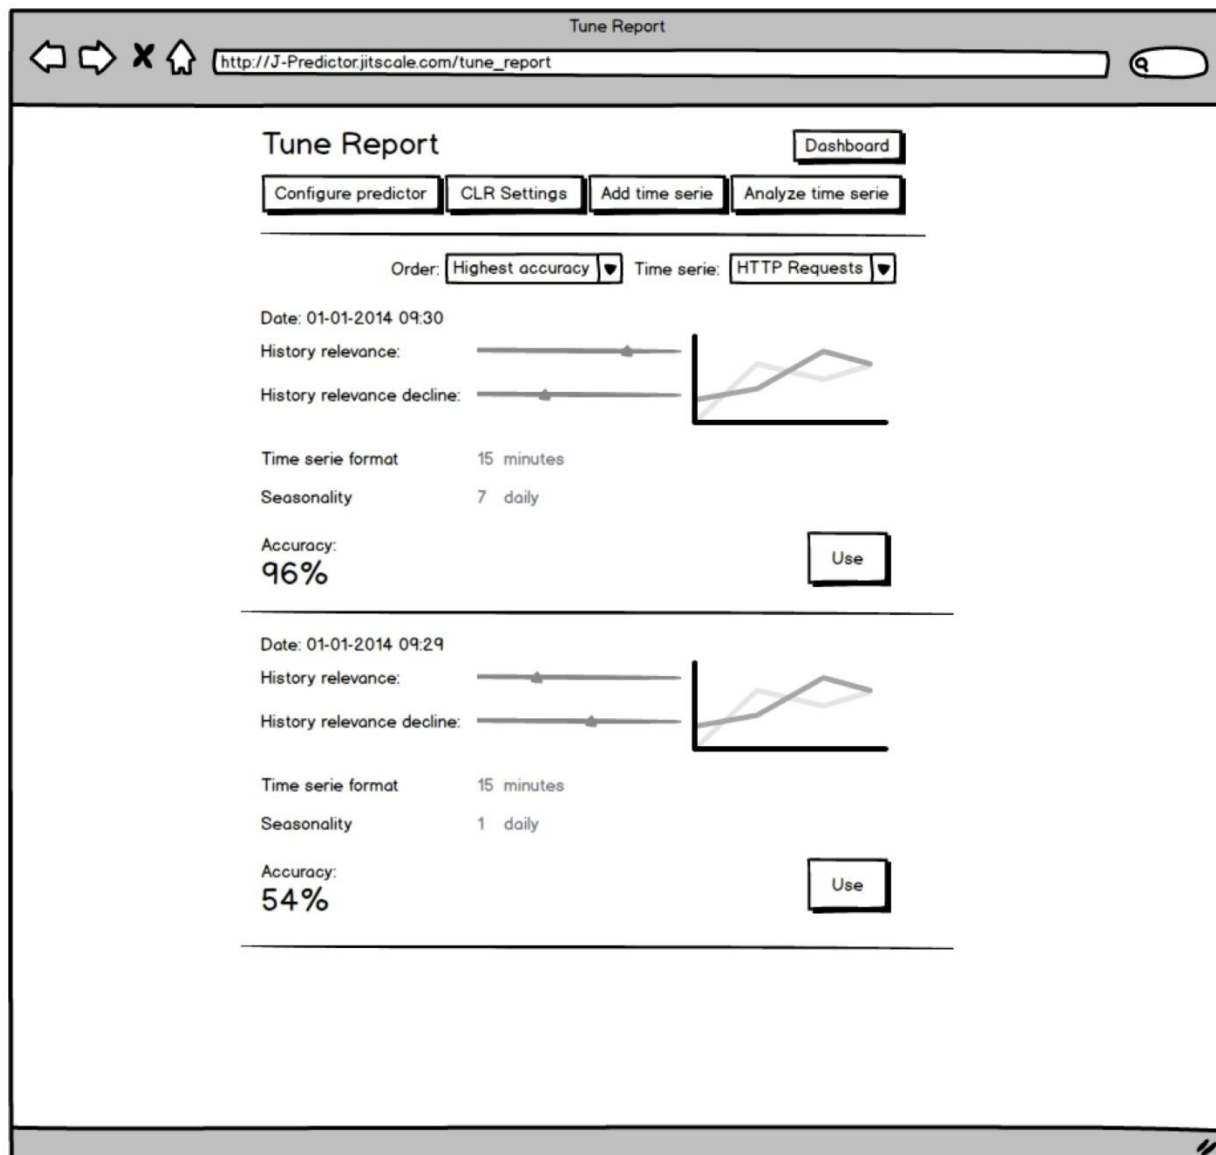 Tune Report
http://J-Predictor.jitscale.com/tune_report
Tune Report
Dashboard
Configure predictor
CLR Settings
Add time serie
Analyze time serie
Order: Highest accuracy
Time serie: HTTP Requests
Date: 01-01-2014 09:30
History relevance:
History relevance decline:
Time serie format 15 minutes
Seasonality 7 daily
Accuracy:
96%
Use
Date: 01-01-2014 09:29
History relevance:
History relevance decline:
Time serie format 15 minutes
Seasonality 1 daily
Accuracy:
54%
Use